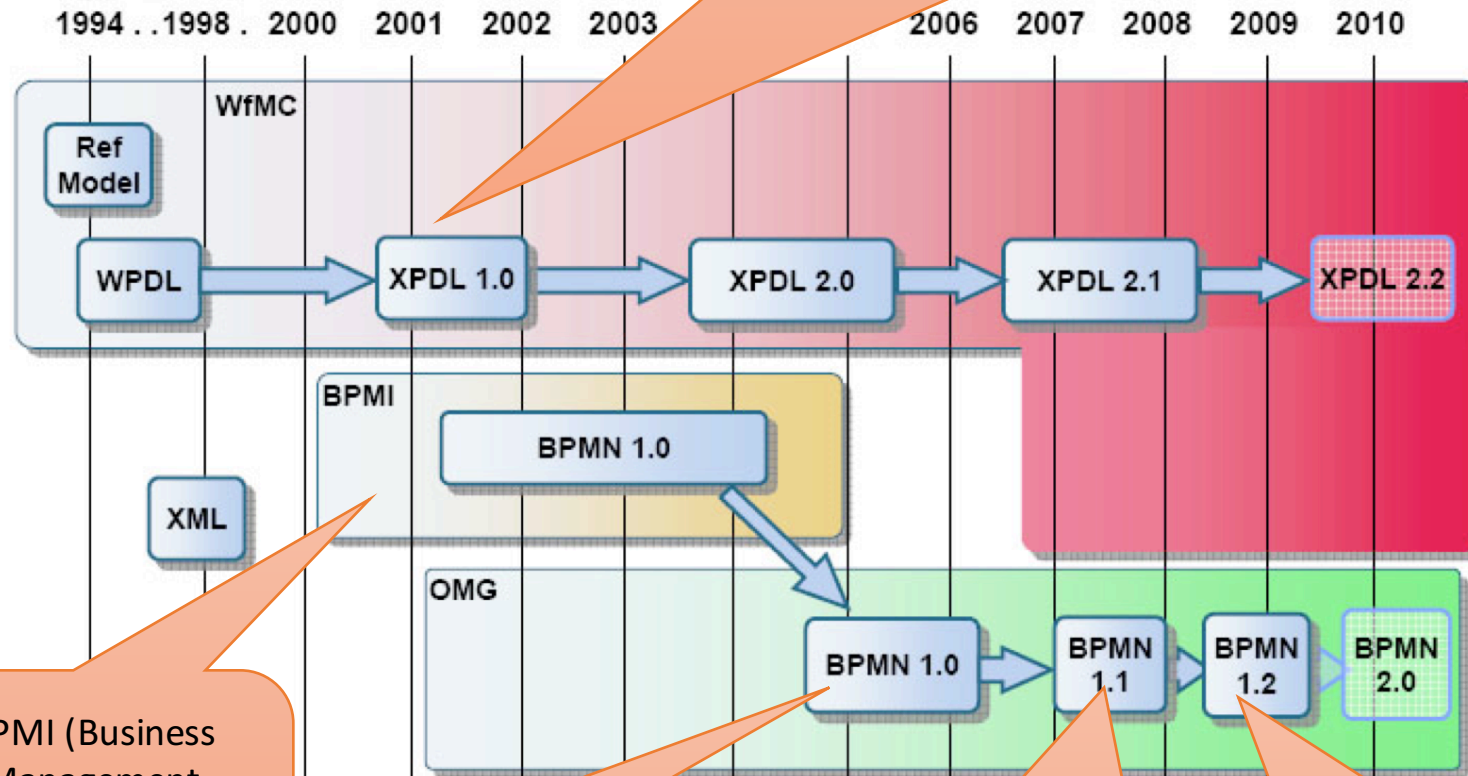 1994 . . 1998 . 2000 2001 2002 2003 2006 2007 2008 2009 2010
WfMC
Ref
Model
WPDL XPDL 1.0 XPDL 2.0 XPDL 2.1 XPDL 2.2
BPMI
BPMN 1.0
XML
OMG
BPMN 1.0
BPMN
1.1
BPMN
1.2
BPMN
2.0
PMI (Business
Management